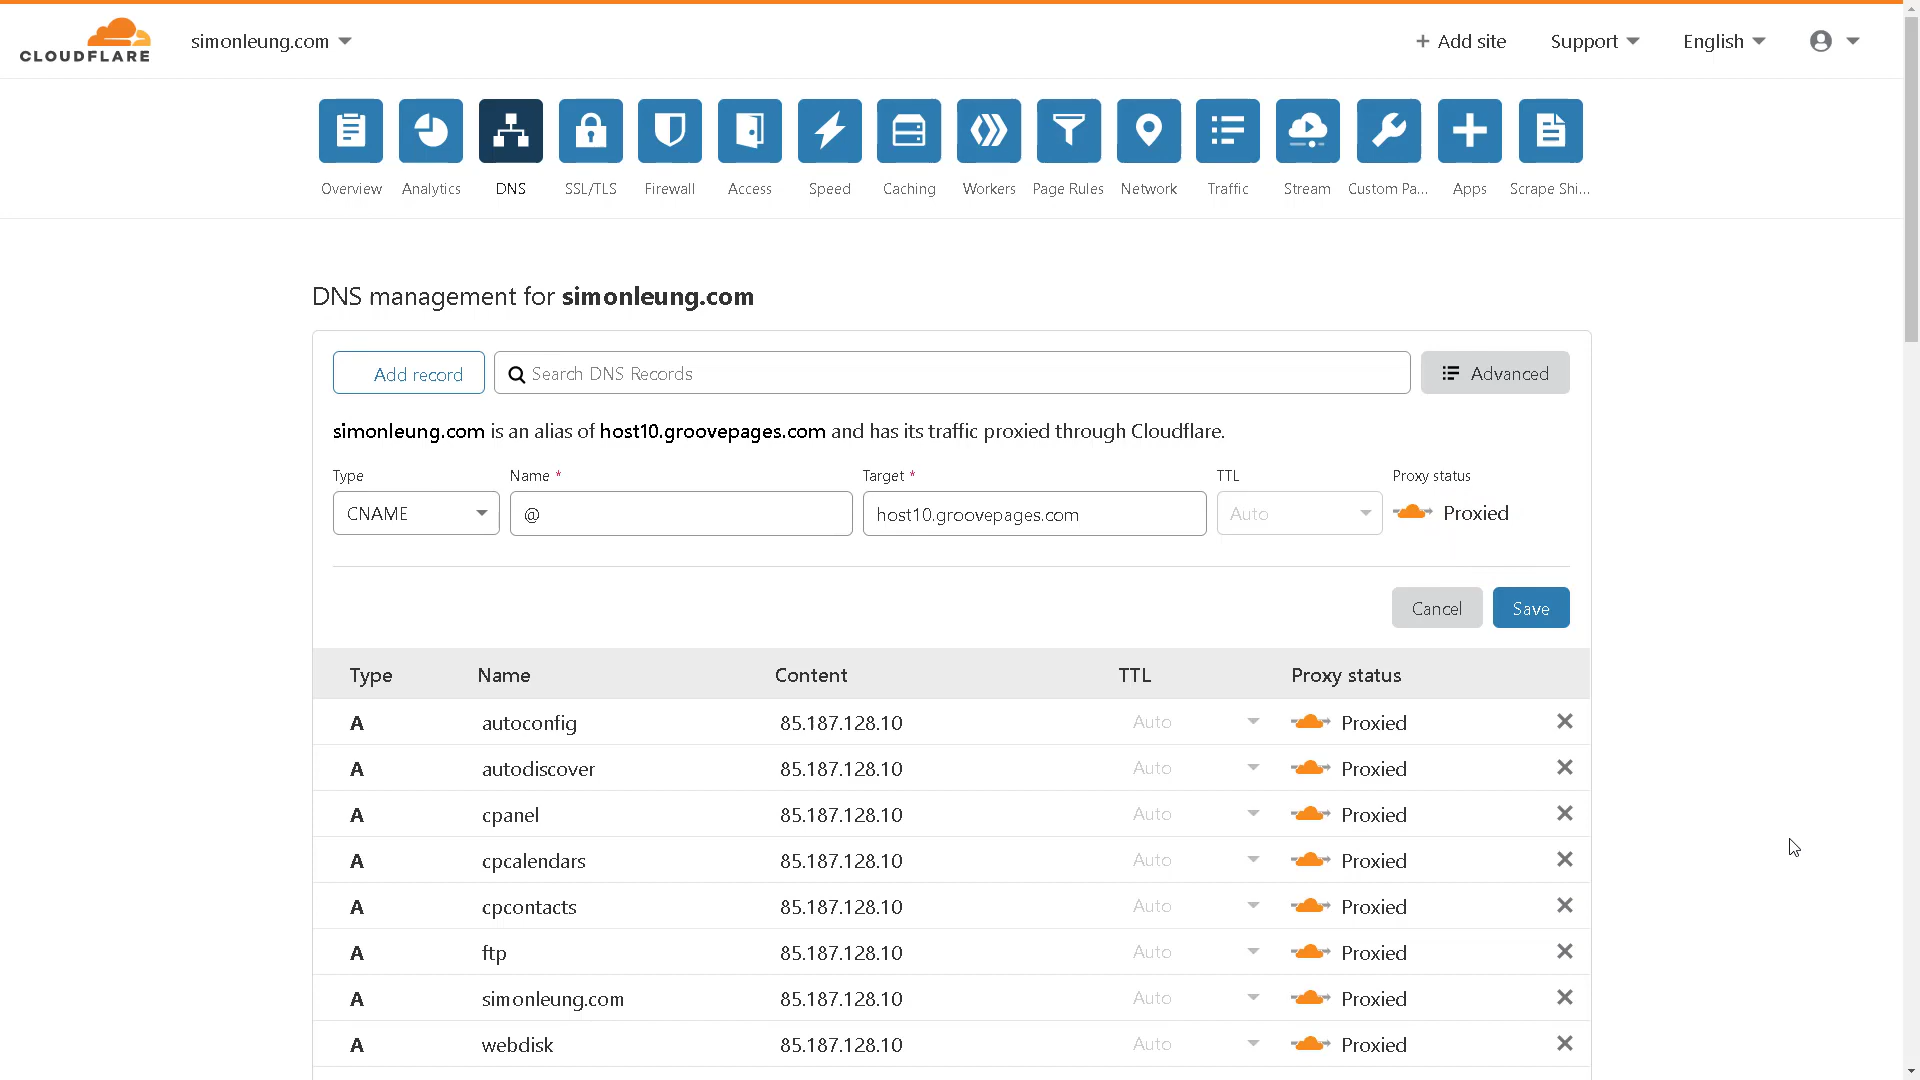 CLOUDFLARE
simonleung.com
Add site
Support
English
Overview
Analytics
DNS
SSL/TLS
Firewall
Access
Speed
Caching
Workers
Page Rules
Network
Traffic
Stream
Custom Pa...
Apps
Scrape Shi...
DNS management for simonleung.com
Add record
Search DNS Records
Advanced
simonleung.com is an alias of host10.groovepages.com and has its traffic proxied through Cloudflare.
Type Name * Target * TTL Proxy status
CNAME @ host10.groovepages.com Auto Proxied
Cancel Save
Type Name Content TTL Proxy status
A autoconfig 85.187.128.10 Auto Proxied
A autodiscover 85.187.128.10 Auto Proxied
A cpanel 85.187.128.10 Auto Proxied
A cpcalendars 85.187.128.10 Auto Proxied
A cpcontacts 85.187.128.10 Auto Proxied
A ftp 85.187.128.10 Auto Proxied
A simonleung.com 85.187.128.10 Auto Proxied
A webdisk 85.187.128.10 Auto Proxied